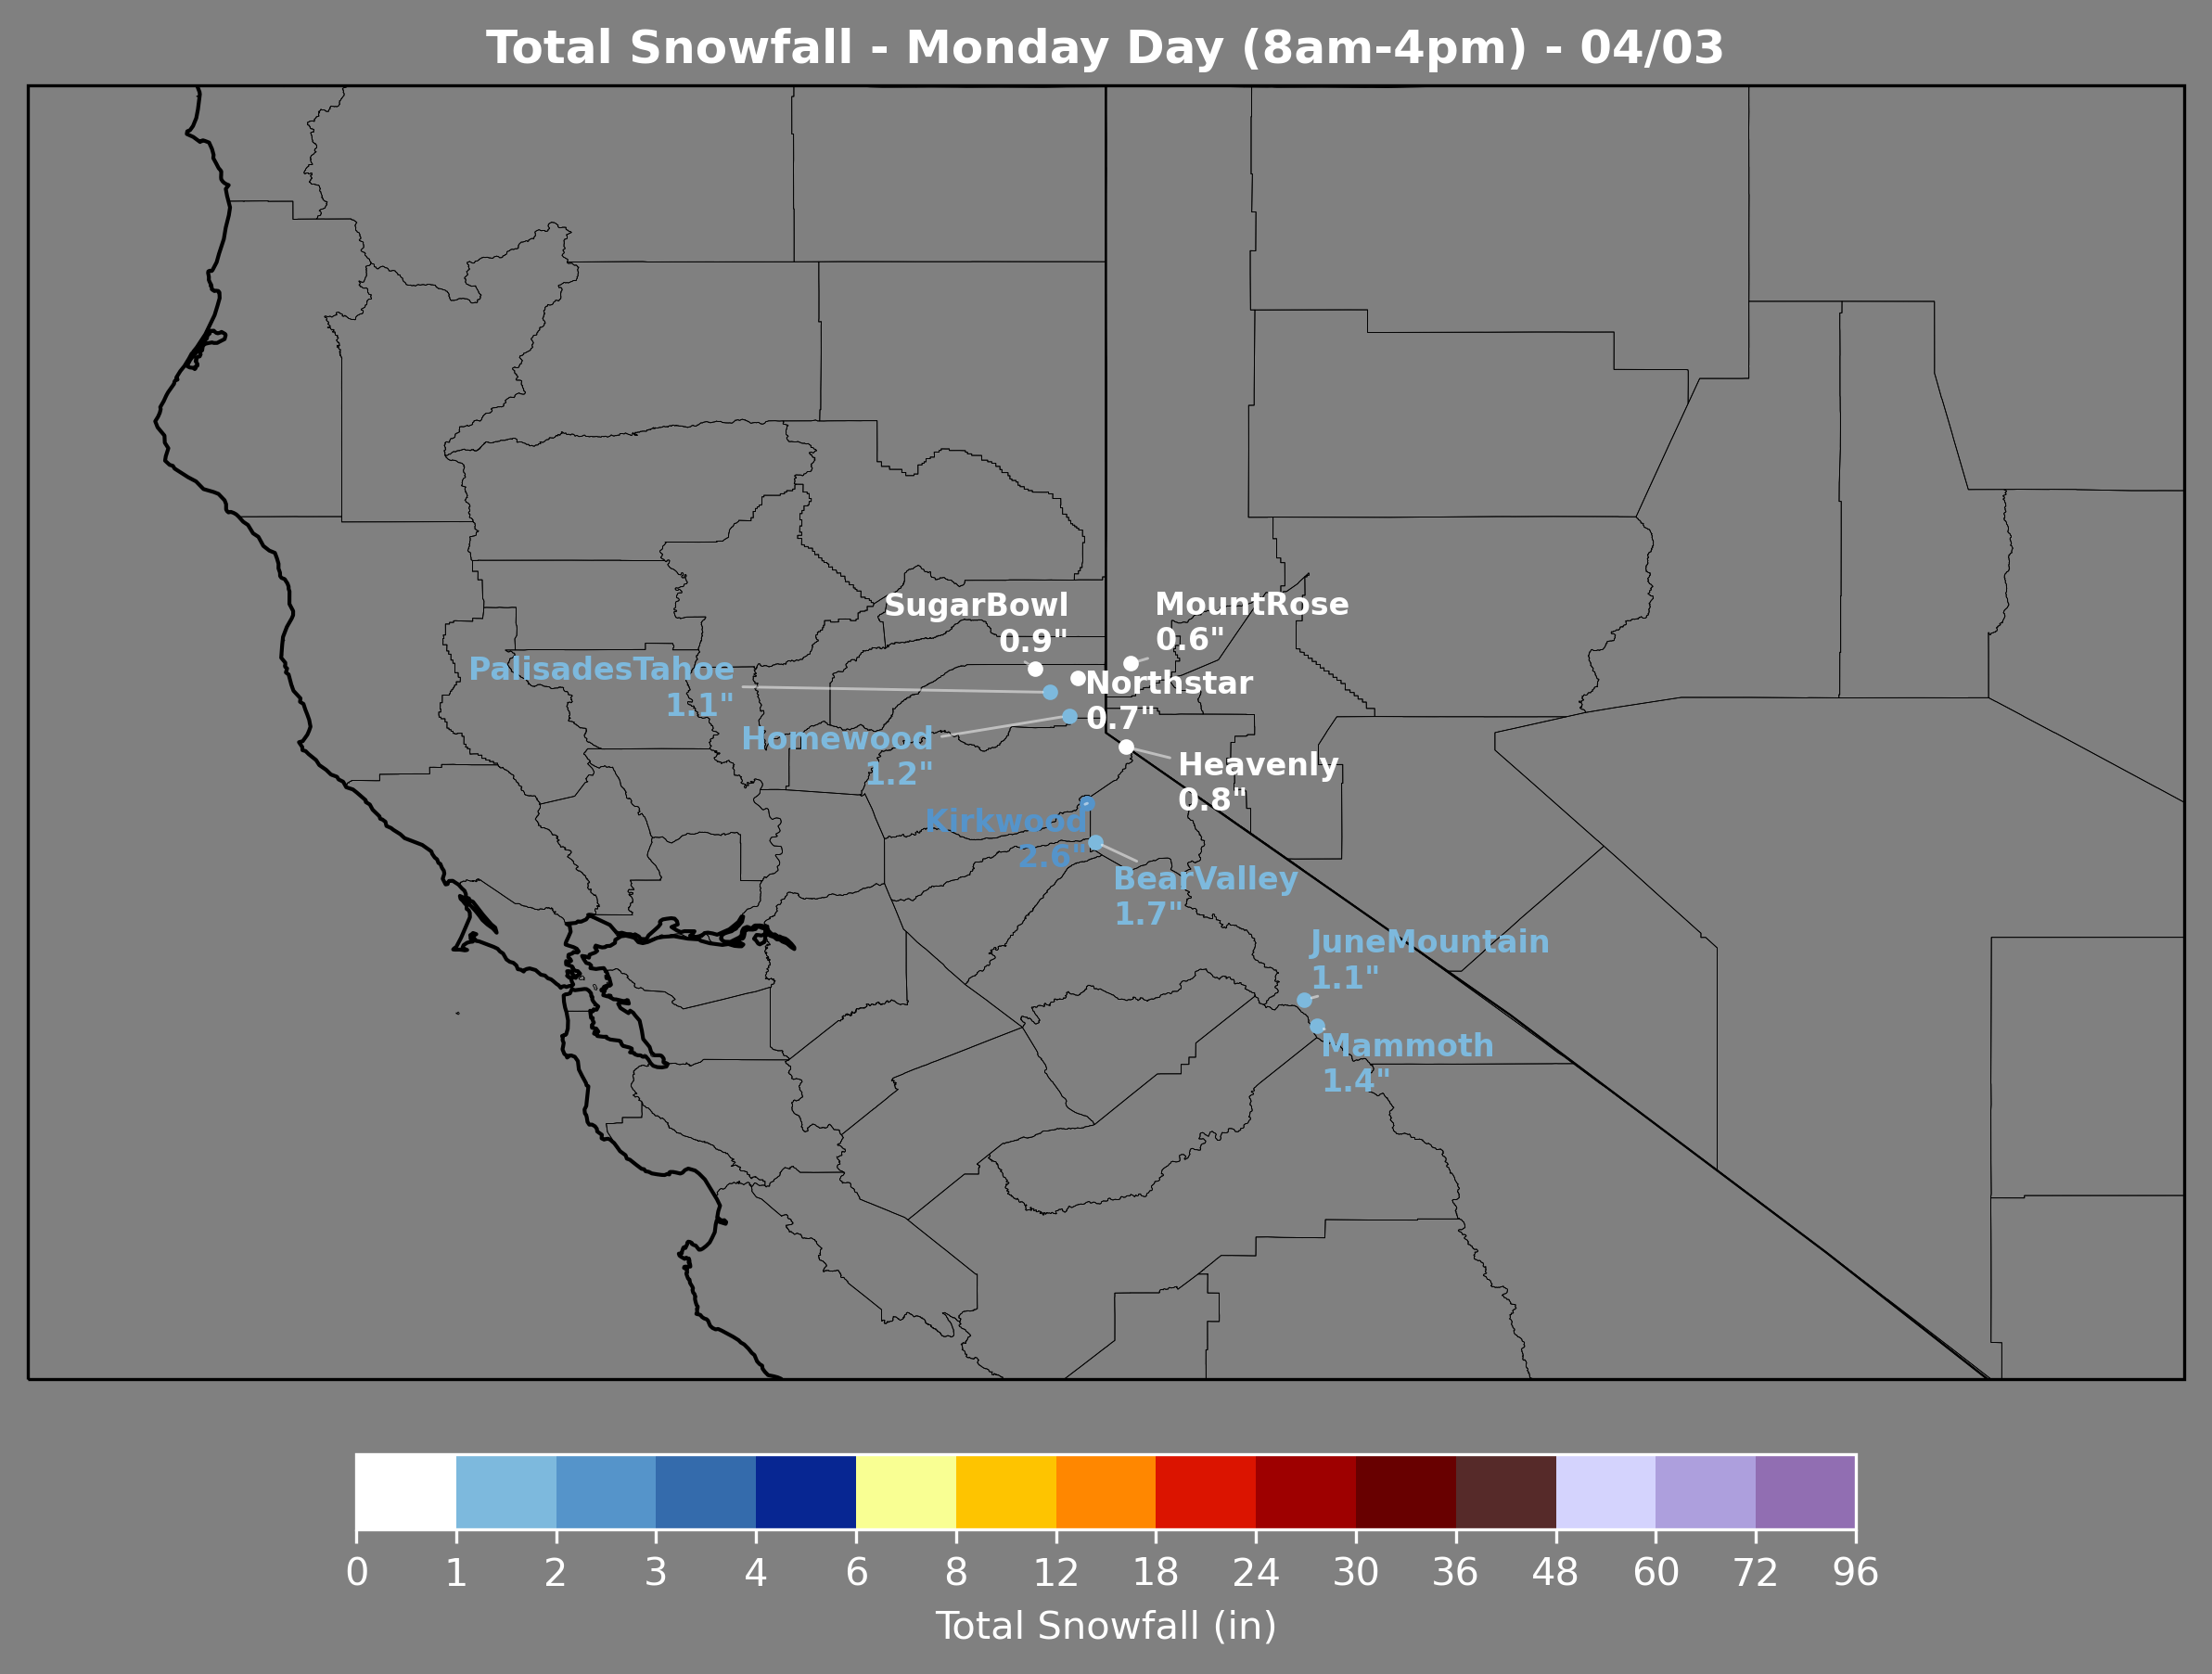 Total Snowfall - Monday Day (8am-4pm) - 04/03
SugarBowl
0.9"
MountRose
0.6"
PalisadesTahoe
1.1"
Northstar
0.7"
Homewood
1.2"
Heavenly
0.8"
Kirkwood
2.6"
BearValley
1.7"
JuneMountain
1.1"
Mammoth
1.4"
0 1 2 3 4 6 8 12 18 24 30 36 48 60 72 96
Total Snowfall (in)